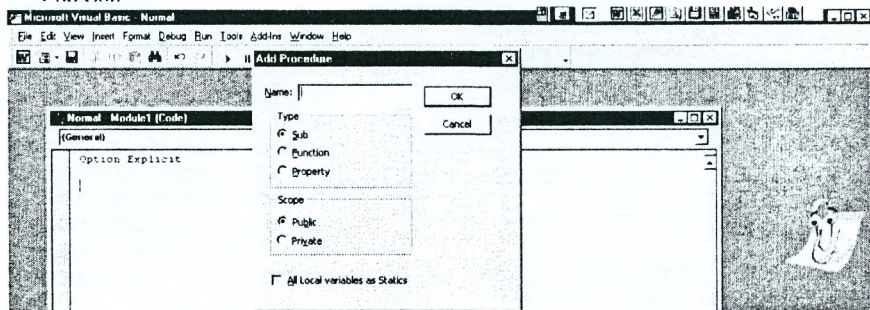 Microsoft Visual Basic - Normal
File Edit View Insert Format Debug Run Tools Add-Ins Window Help
Add Procedure
Name:
OK
Cancel
Type
Sub
Function
Property
Scope
Public
Private
All Local variables as Statics
Normal - Module1 (Code)
(General)
Option Explicit